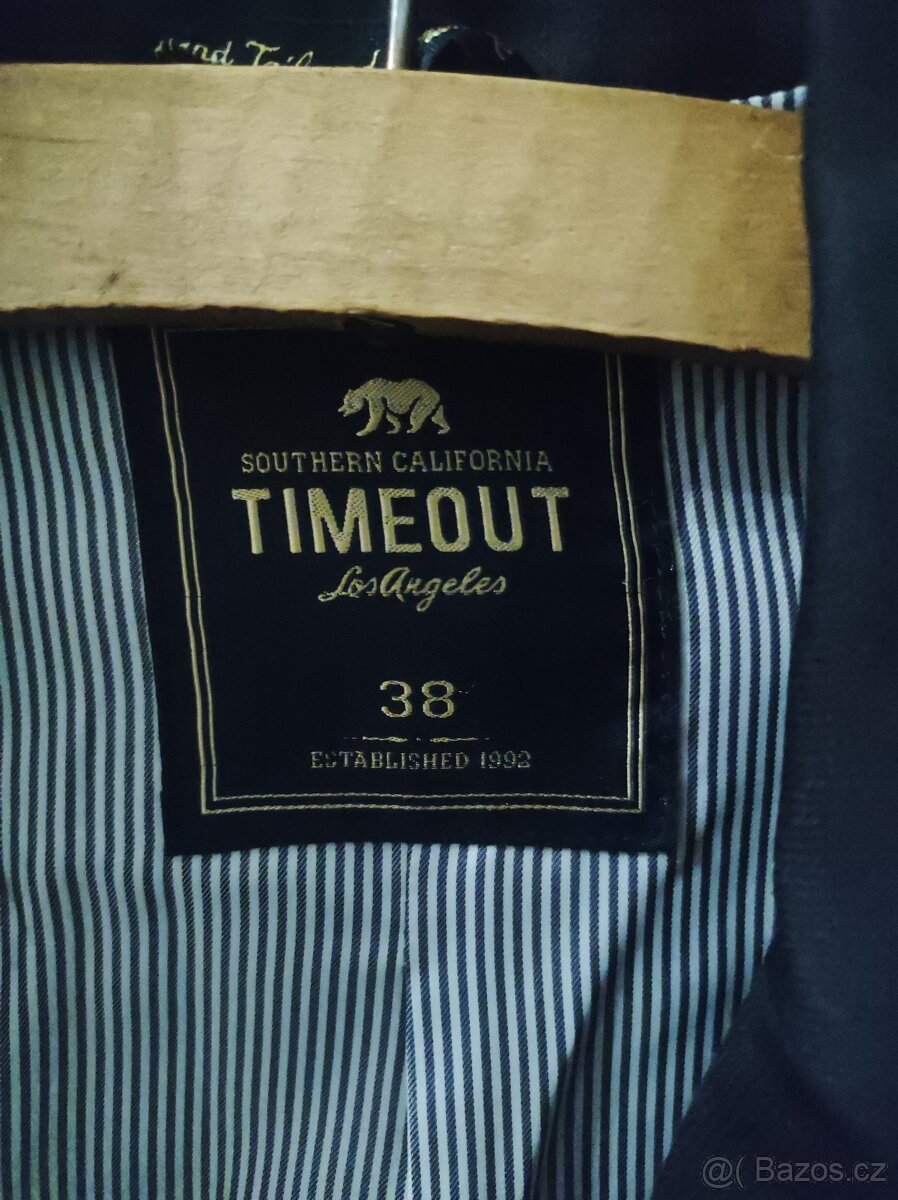 SOUTHERN CALIFORNIA
TIMEOUT
Los Angeles
38
ESTABLISHED 1992
@( Bazos.cz